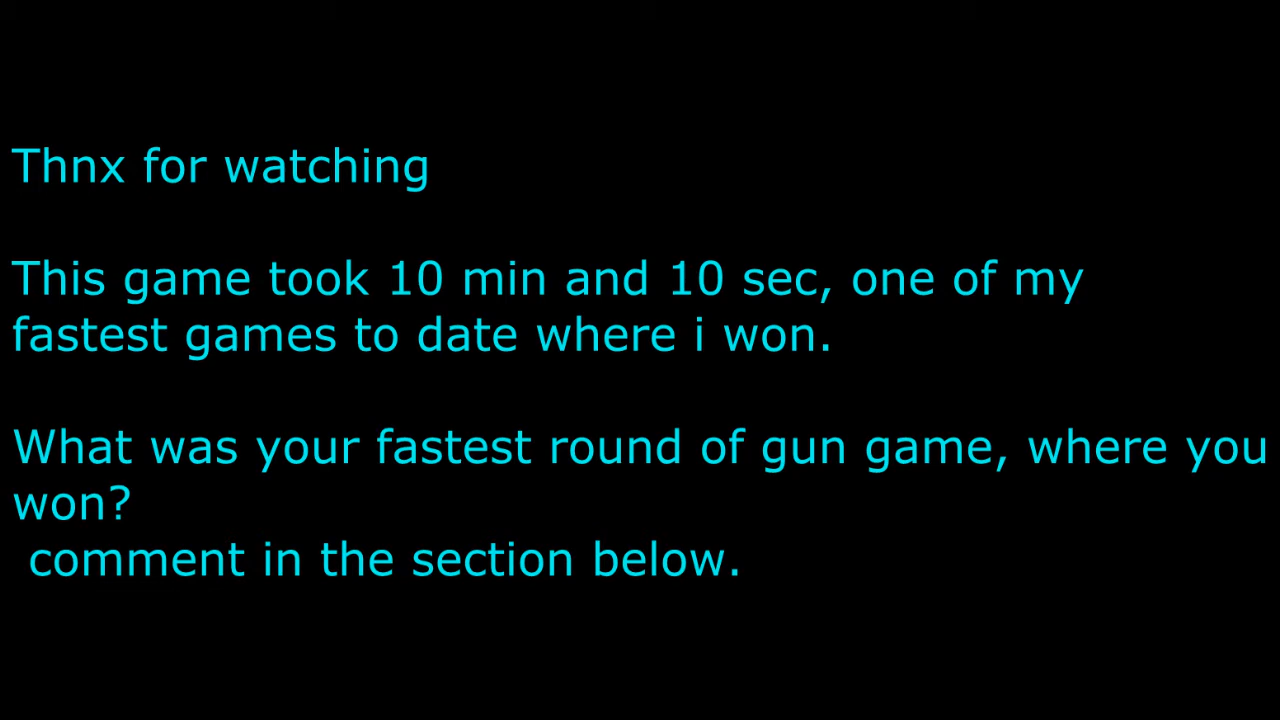 Thnx for watching
This game took 10 min and 10 sec, one of my
fastest games to date where i won.
What was your fastest round of gun game, where you
won?
comment in the section below.